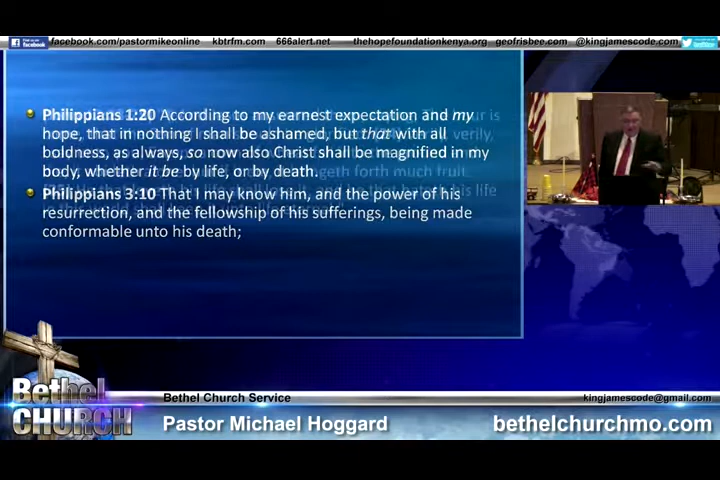 facebook.com/pastormikeonline kbtrfm.com 666alert.net thehopefoundationkenya.org geofrisbee.com @kingjamescode.com
Philippians 1:20 According to my earnest expectation and my
hope, that in nothing I shall be ashamed, but that with all
boldness, as always, so now also Christ shall be magnified in my
body, whether it be by life, or by death.
Philippians 3:10 That I may know him, and the power of his
resurrection, and the fellowship of his sufferings, being made
conformable unto his death;
Bethel
CHURCH
Bethel Church Service kingjamescode@gmail.com
Pastor Michael Hoggard bethelchurchmo.com